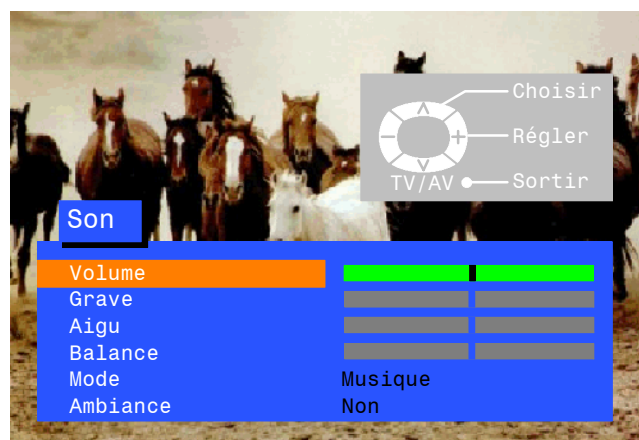 Choisir
Régler
TV/AV Sortir
Son
Volume
Grave
Aigu
Balance
Mode Musique
Ambiance Non